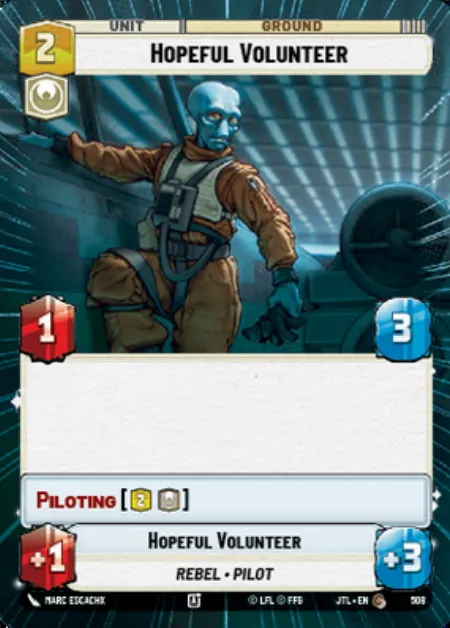 UNIT GROUND
2 HOPEFUL VOLUNTEER
1 3
PILOTING [2]
HOPEFUL VOLUNTEER
+1 +3
REBEL • PILOT
MARC ESCACHX Ⓤ © LFL © FFG JTL • EN 508